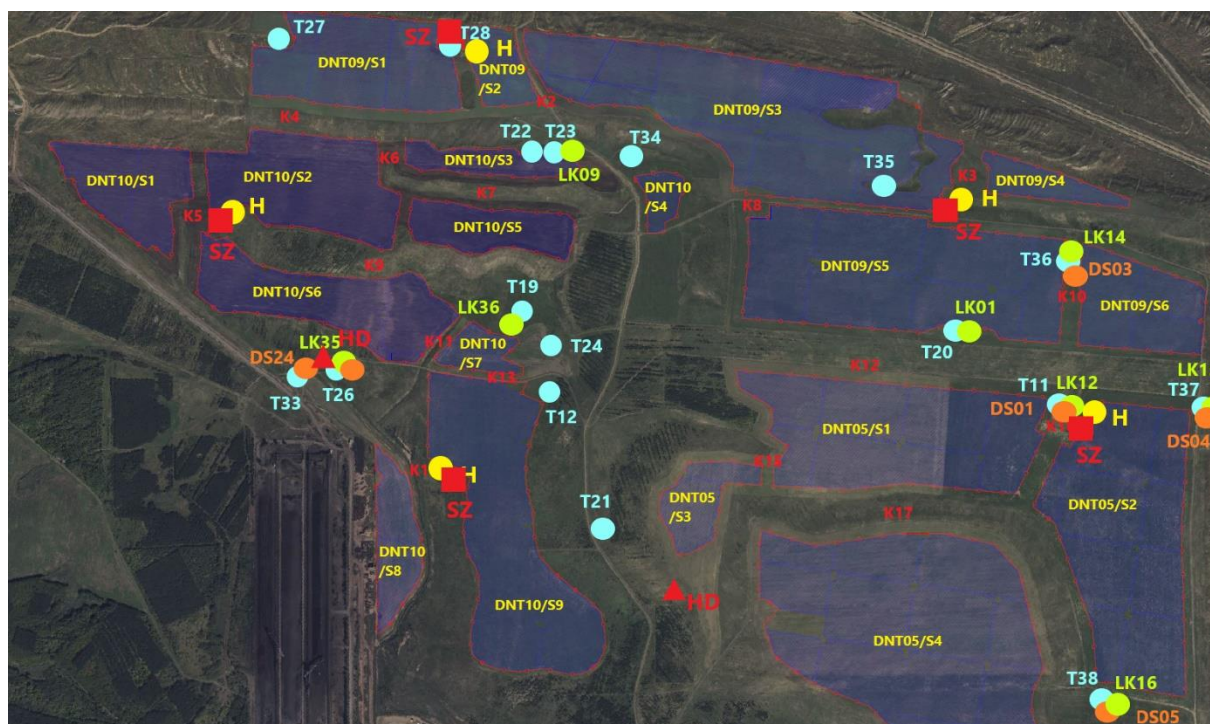 T27
SZ
T28
H
DNT09/S1
DNT09
/S2
K2
K4
DNT09/S3
T22
T23
T34
K6
DNT10/S3
LK09
DNT10/S1
DNT10/S2
T35
K3
DNT09/S4
H
K5
SZ
K7
DNT10
/S4
K8
H
SZ
DNT10/S5
LK14
T36
DS03
DNT09/S5
K10
DNT09/S6
DNT10/S6
T19
LK36
LK01
T20
LK35
HD
K11
DNT10
/S7
T24
DS24
T33
T26
K13
T12
K12
T11
LK12
DS01
H
SZ
LK1
T37
DS04
DNT05/S1
K1
H
SZ
DNT05
/S3
K17
DNT05/S2
T21
DNT10
/S8
DNT10/S9
HD
DNT05/S4
T38
LK16
DS05